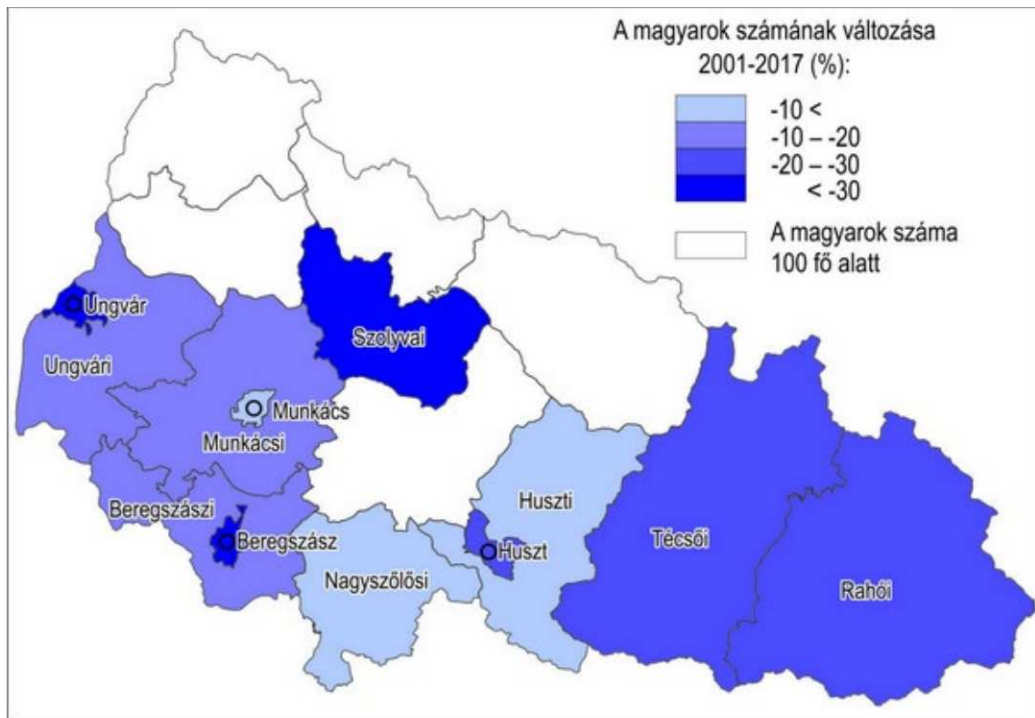 A magyarok számának változása
2001-2017 (%):
-10 <
-10 – -20
-20 – -30
< -30
A magyarok száma
100 fő alatt
Ungvár
Szolyvai
Ungvári
Munkács
Munkácsi
Huszti
Beregszászi
Beregszász
Huszt
Técsői
Nagyszőlősi
Rahói